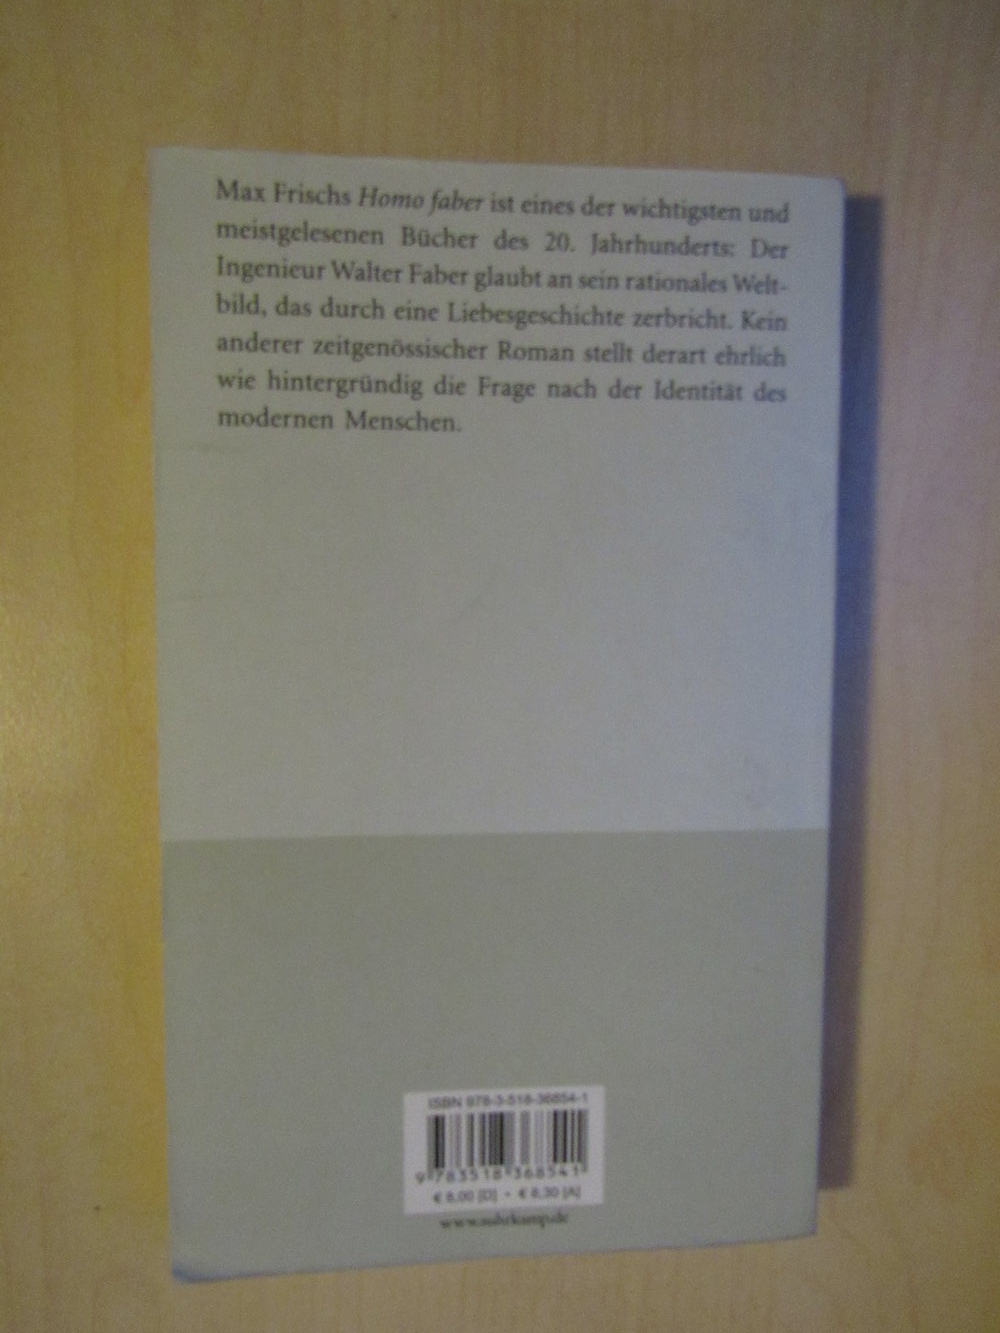 Max Frischs Homo faber ist eines der wichtigsten und
meistgelesenen Bücher des 20. Jahrhunderts: Der
Ingenieur Walter Faber glaubt an sein rationales Welt-
bild, das durch eine Liebesgeschichte zerbricht. Kein
anderer zeitgenössischer Roman stellt derart ehrlich
wie hintergründig die Frage nach der Identität des
modernen Menschen.
ISBN 978-3-518-36854-1
9 783518 368541
€ 8,00 [D] • € 8,30 [A]
www.suhrkamp.de